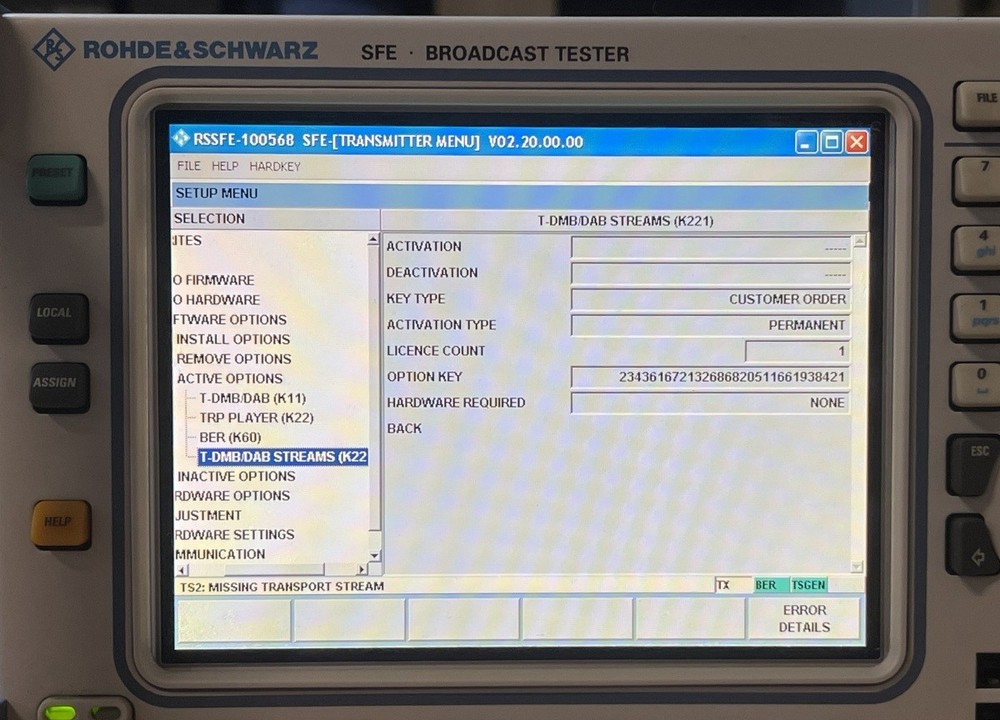 ROHDE&SCHWARZ SFE · BROADCAST TESTER
RSSFE-100568 SFE-[TRANSMITTER MENU] V02.20.00.00
FILE HELP HARDKEY
SETUP MENU
SELECTION
ITES
O FIRMWARE
O HARDWARE
FTWARE OPTIONS
INSTALL OPTIONS
REMOVE OPTIONS
ACTIVE OPTIONS
T-DMB/DAB (K11)
TRP PLAYER (K22)
BER (K60)
T-DMB/DAB STREAMS (K22
INACTIVE OPTIONS
RDWARE OPTIONS
JUSTMENT
RDWARE SETTINGS
MMUNICATION
T-DMB/DAB STREAMS (K221)
ACTIVATION -----
DEACTIVATION -----
KEY TYPE CUSTOMER ORDER
ACTIVATION TYPE PERMANENT
LICENCE COUNT 1
OPTION KEY 234361672132686820511661938421
HARDWARE REQUIRED NONE
BACK
TS2: MISSING TRANSPORT STREAM
TX BER TSGEN
ERROR
DETAILS
PRESET
LOCAL
ASSIGN
HELP
FILE
7
4
ghi
1
pqrs
0
ESC